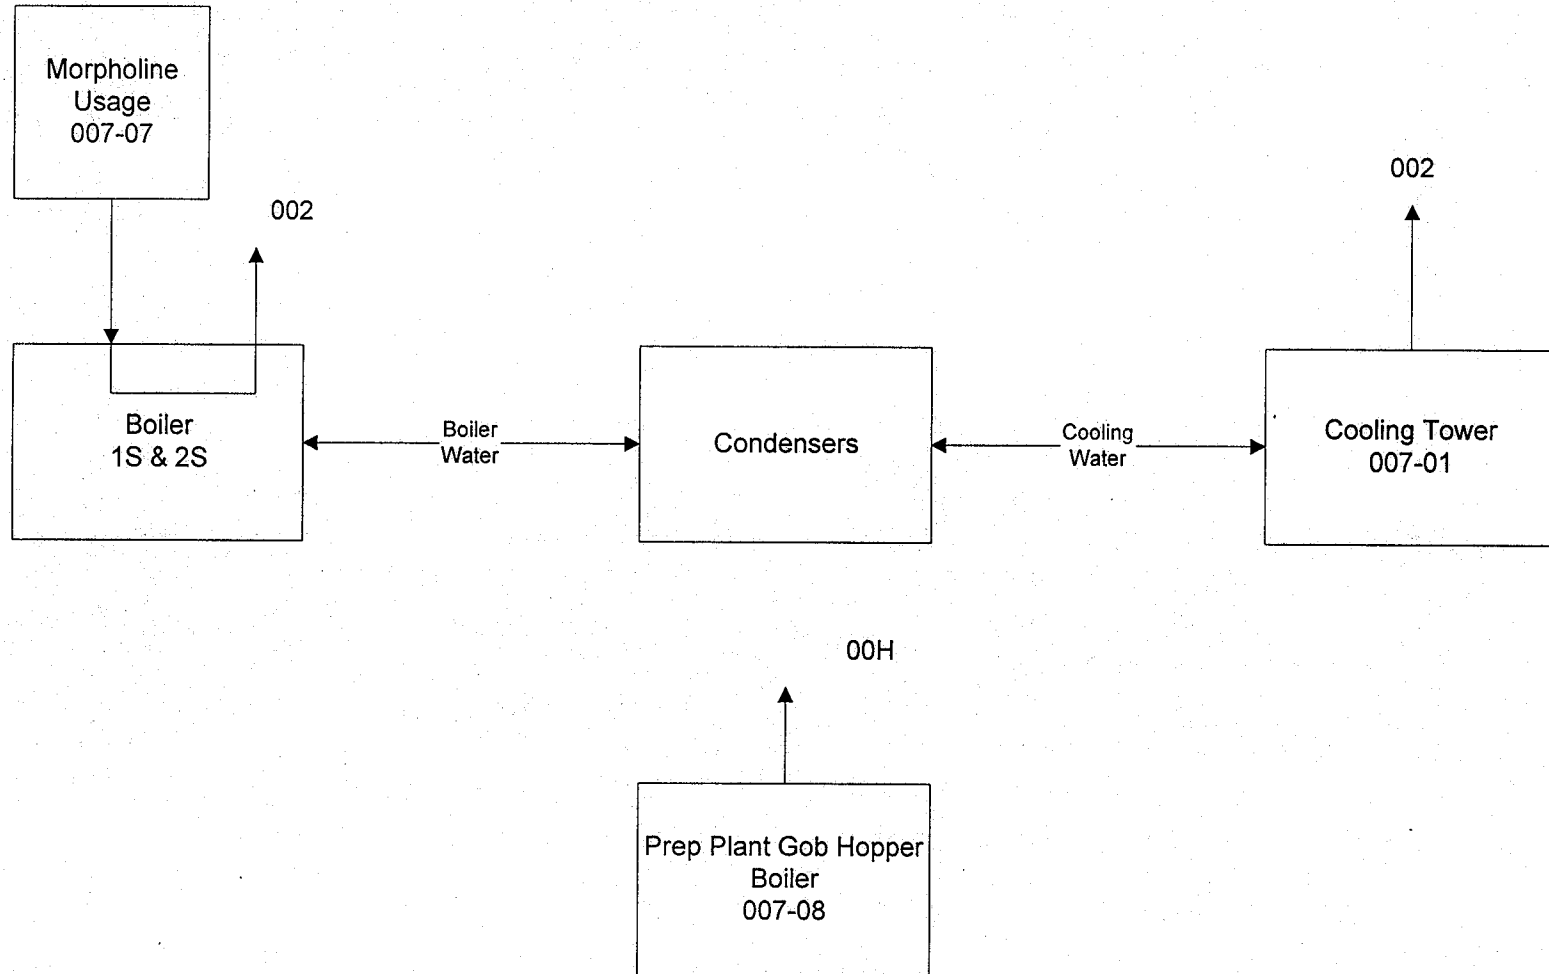 Morpholine
Usage
007-07
002
002
Boiler
1S & 2S
Boiler
Water
Condensers
Cooling
Water
Cooling Tower
007-01
00H
Prep Plant Gob Hopper
Boiler
007-08